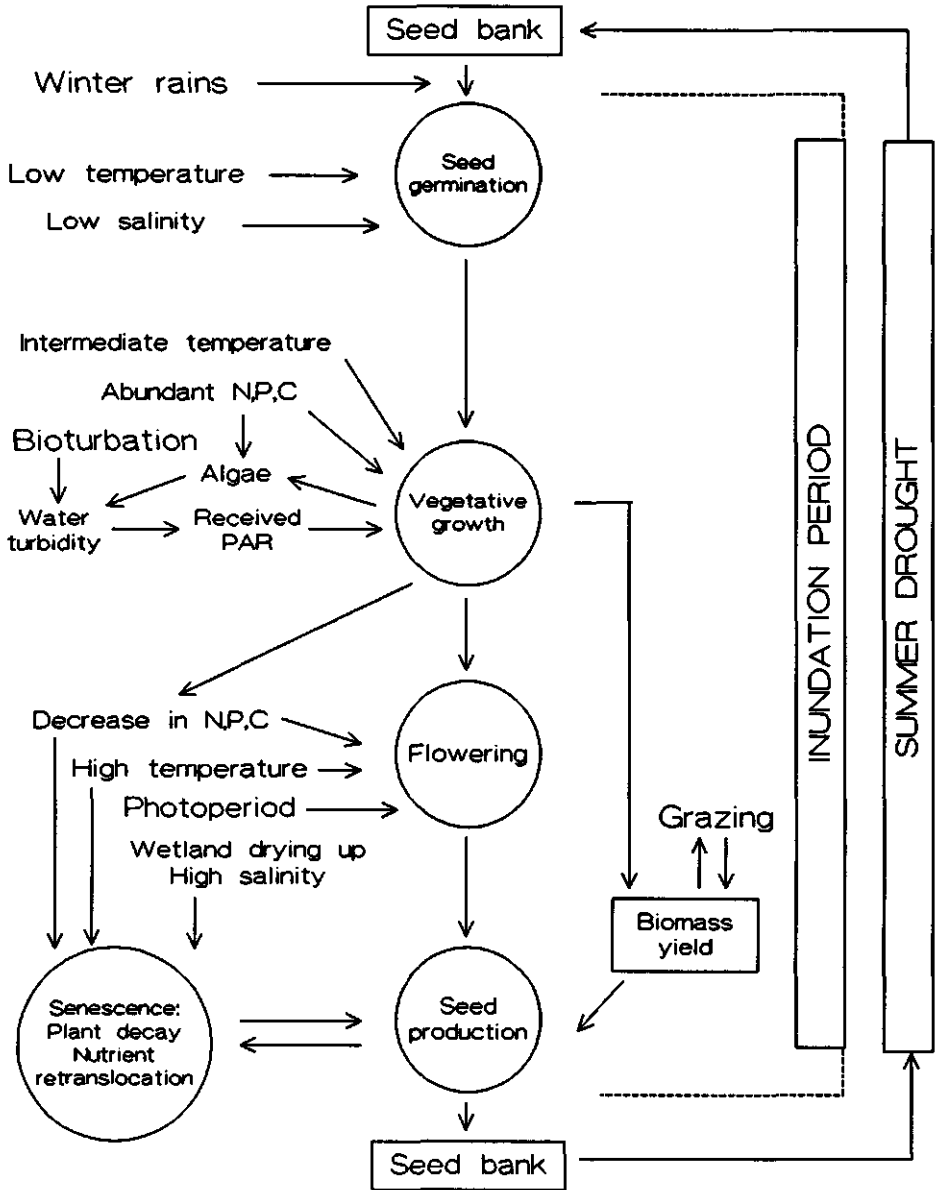 Seed bank
Winter rains
Seed
germination
Low temperature
Low salinity
Intermediate temperature
Abundant N,P,C
Bioturbation
Algae
Water
turbidity
Received
PAR
Vegetative
growth
Decrease in N,P,C
Flowering
High temperature
Photoperiod
Wetland drying up
High salinity
Grazing
Biomass
yield
Senescence:
Plant decay
Nutrient
retranslocation
Seed
production
Seed bank
INUNDATION PERIOD
SUMMER DROUGHT